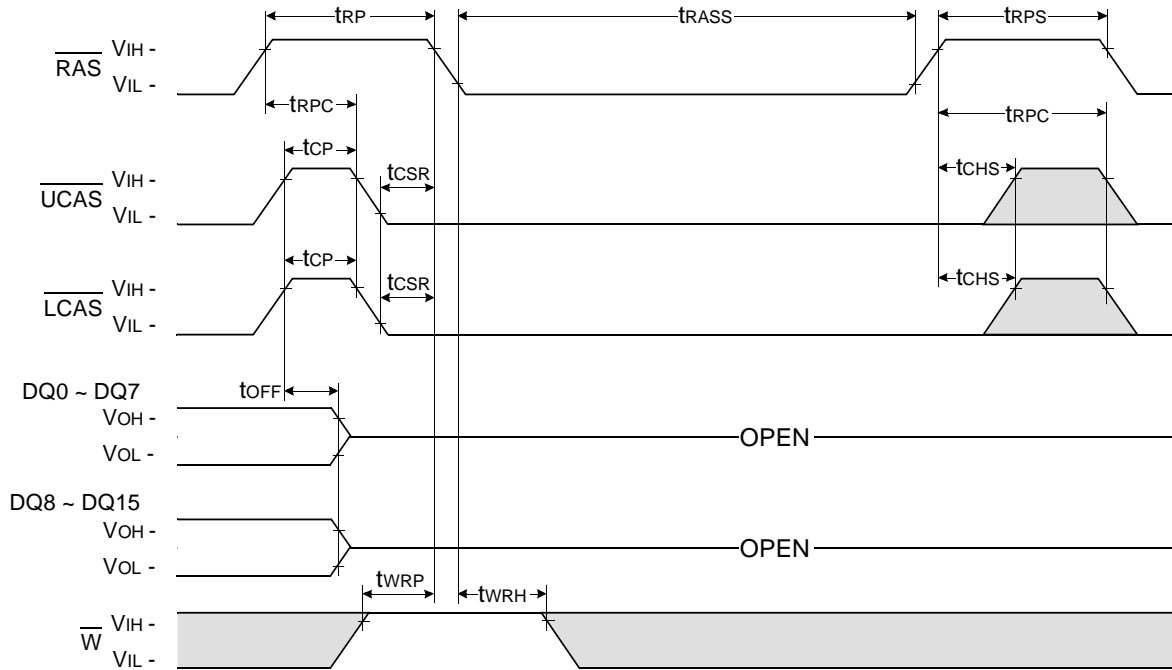 tRP tRASS tRPS
RAS VIH -
VIL -
tRPC tRPC
tCP
UCAS VIH - tCSR tCHS
VIL -
tCP
LCAS VIH - tCSR tCHS
VIL -
DQ0 ~ DQ7 tOFF
VOH -
VOL - OPEN
DQ8 ~ DQ15
VOH -
VOL - OPEN
tWRP tWRH
W VIH -
VIL -